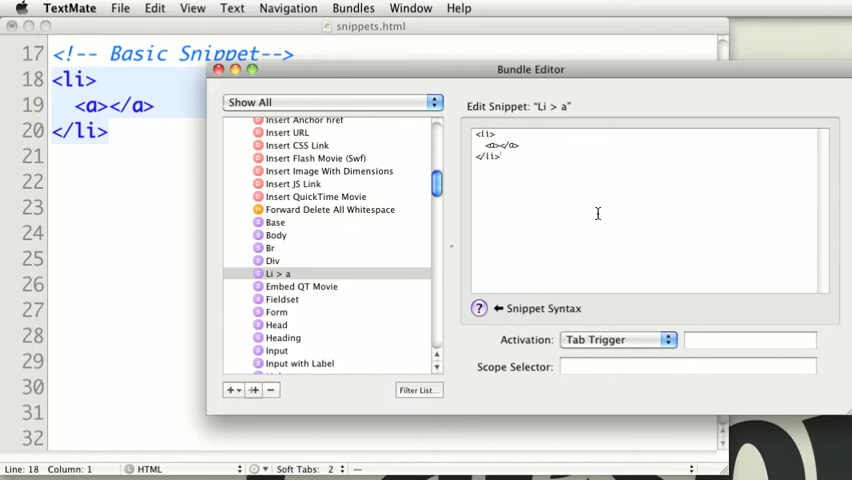 TextMate File Edit View Text Navigation Bundles Window Help
snippets.html
17 <!-- Basic Snippet-->
18 <li>
19 <a></a>
20 </li>
21
22
23
24
25
26
27
28
29
30
31
32
Bundle Editor
Show All
Insert Anchor href
Insert URL
Insert CSS Link
Insert Flash Movie (Swf)
Insert Image With Dimensions
Insert JS Link
Insert QuickTime Movie
Forward Delete All Whitespace
Base
Body
Br
Div
Li > a
Embed QT Movie
Fieldset
Form
Head
Heading
Input
Input with Label
Filter List...
Edit Snippet: “Li > a”
<li>
<a></a>
</li>
? Snippet Syntax
Activation: Tab Trigger
Scope Selector:
Line: 18 Column: 1 HTML Soft Tabs: 2 —